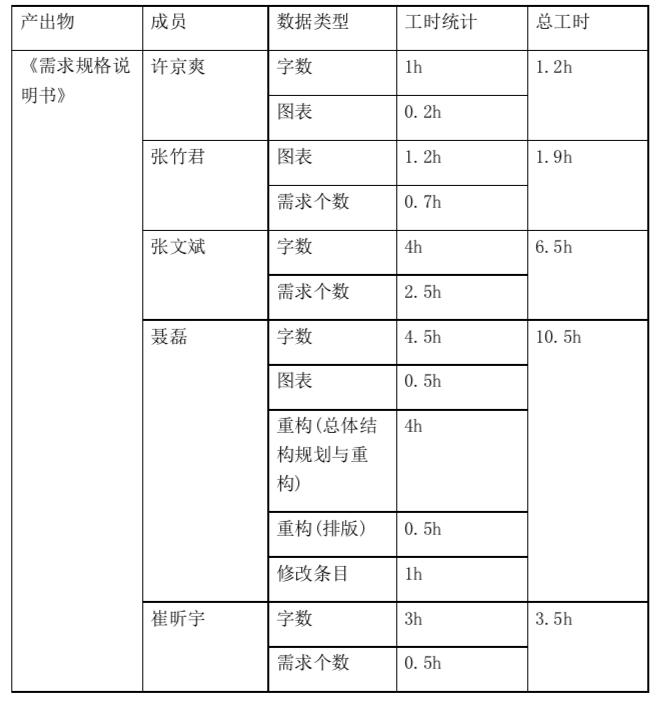 产出物 成员 数据类型 工时统计 总工时
《需求规格说 许京爽 字数 1h 1.2h
明书》
图表 0.2h
张竹君 图表 1.2h 1.9h
需求个数 0.7h
张文斌 字数 4h 6.5h
需求个数 2.5h
聂磊 字数 4.5h 10.5h
图表 0.5h
重构(总体结 4h
构规划与重
构)
重构(排版) 0.5h
修改条目 1h
崔昕宇 字数 3h 3.5h
需求个数 0.5h